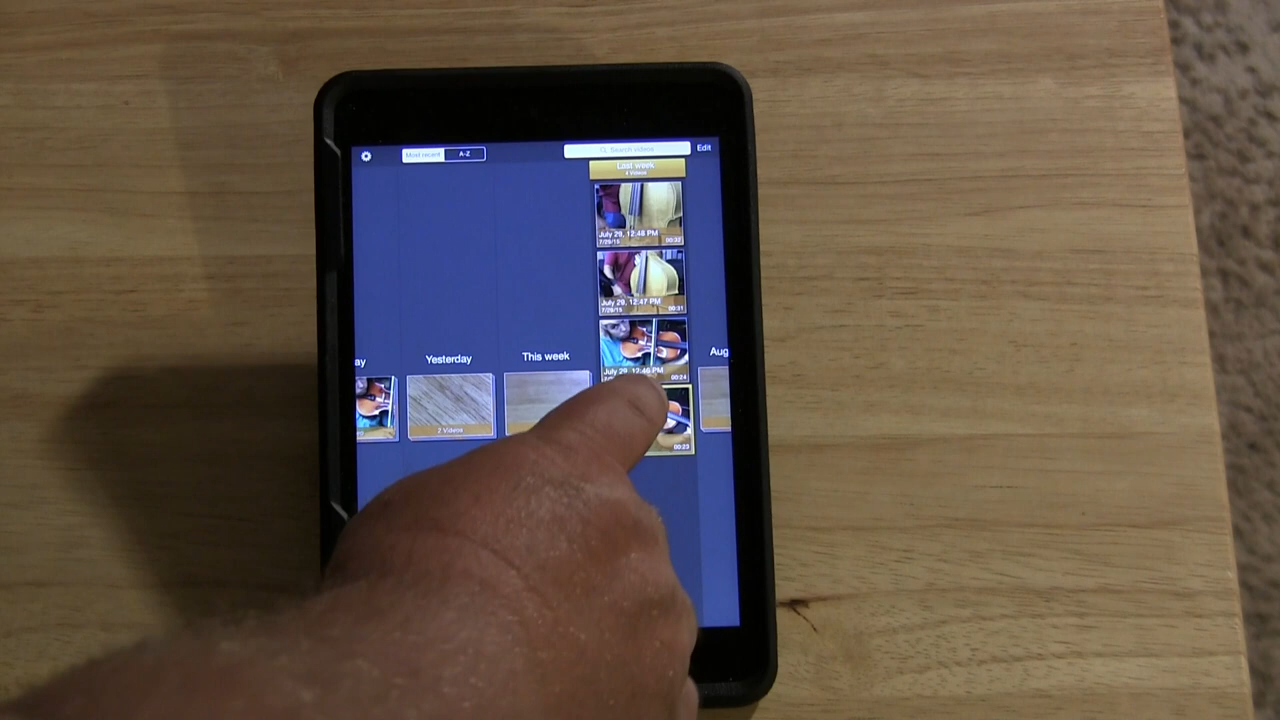 Most recent
A-Z
Search videos
Edit
Last week
4 Videos
July 29, 12:48 PM
7/29/15
00:32
July 29, 12:47 PM
7/29/15
00:31
July 29, 12:46 PM
00:24
ay
Yesterday
This week
Aug
2 Videos
00:23